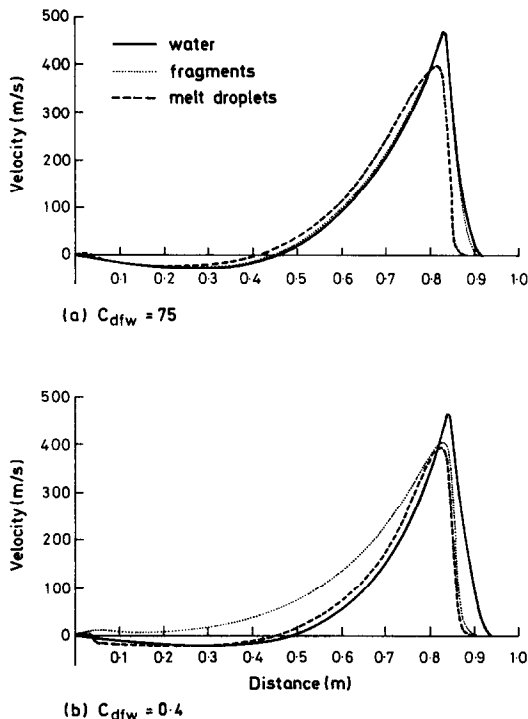 500
400
300
200
100
0
Velocity (m/s)
water
fragments
melt droplets
0·1 0·2 0·3 0·4 0·5 0·6 0·7 0·8 0·9 1·0
(a) Cdfw = 75
500
400
300
200
100
0
Velocity (m/s)
0·1 0·2 0·3 0·4 0·5 0·6 0·7 0·8 0·9 1·0
Distance (m)
(b) Cdfw = 0·4